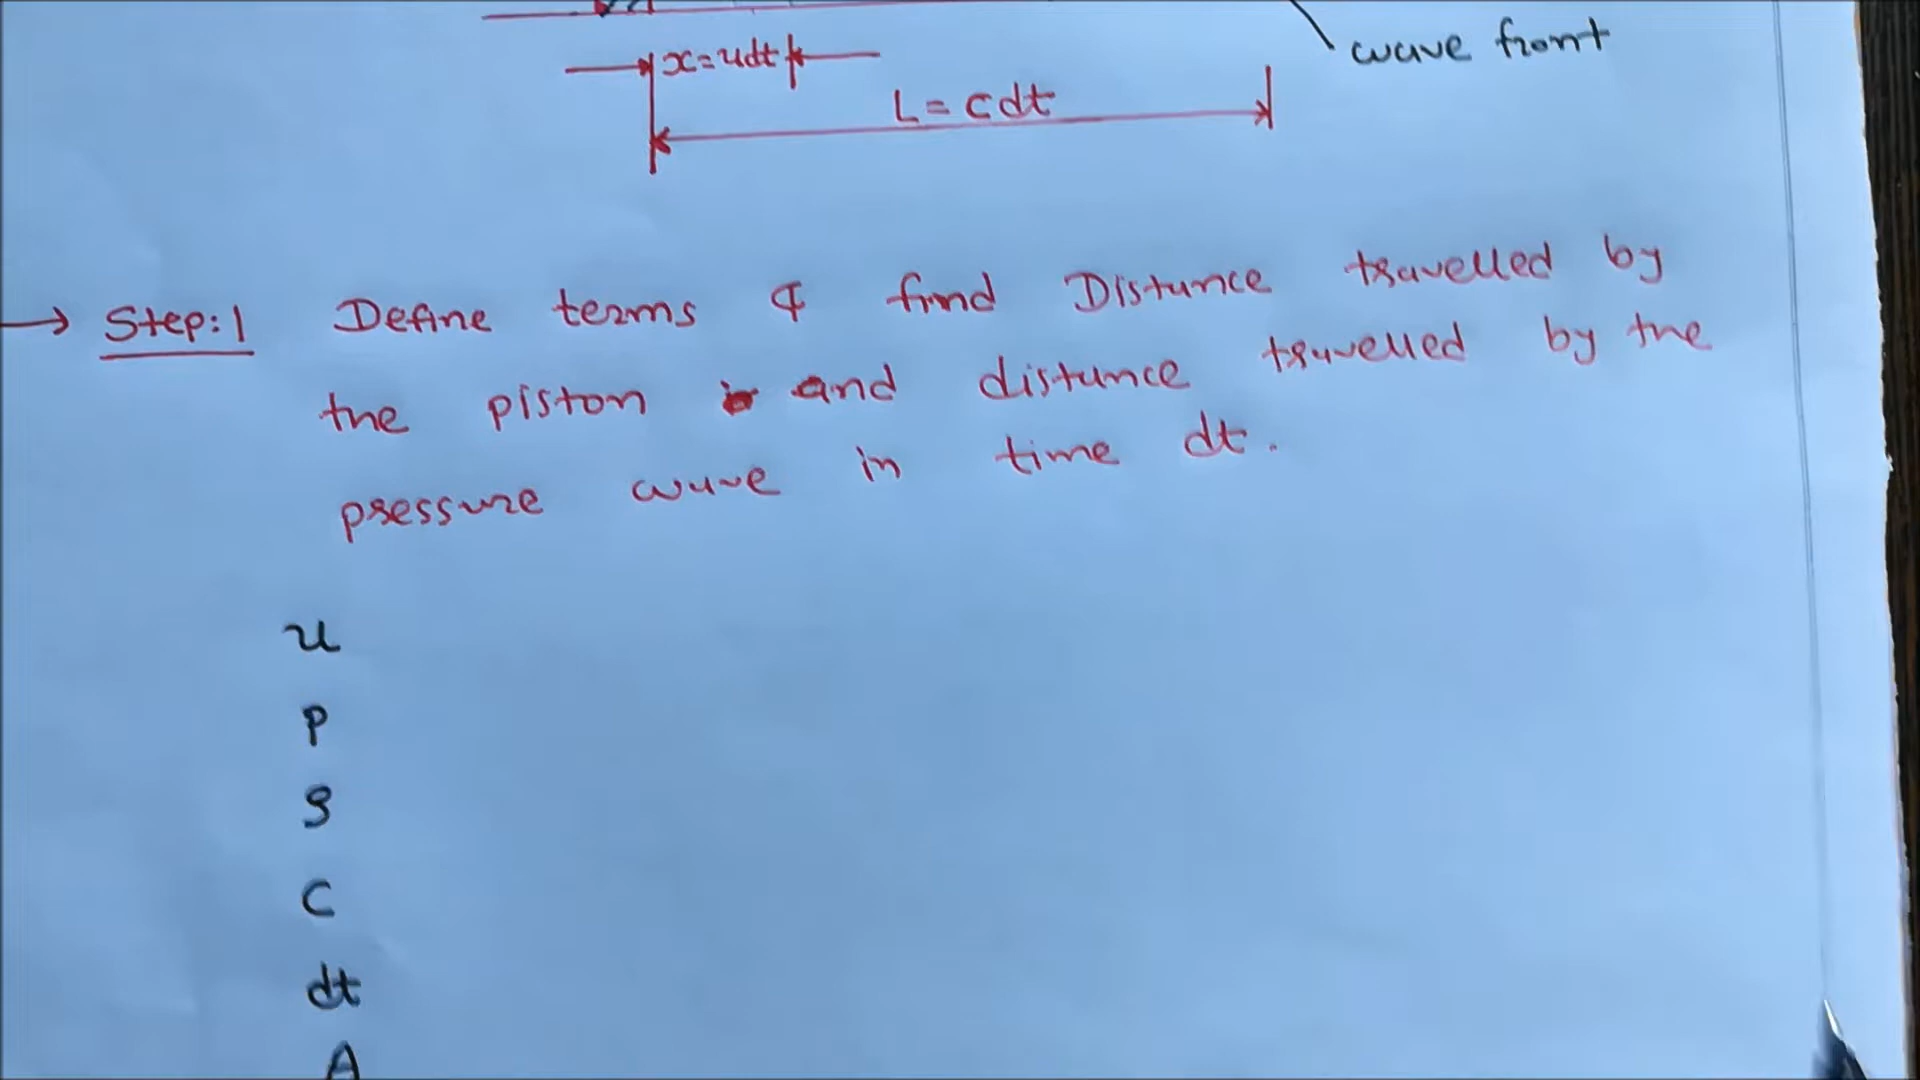 wave front
x=udt
L = cdt
→ Step:1 Define terms & find Distance travelled by
the piston and distance travelled by the
pressure wave in time dt.
u
P
ρ
C
dt
A